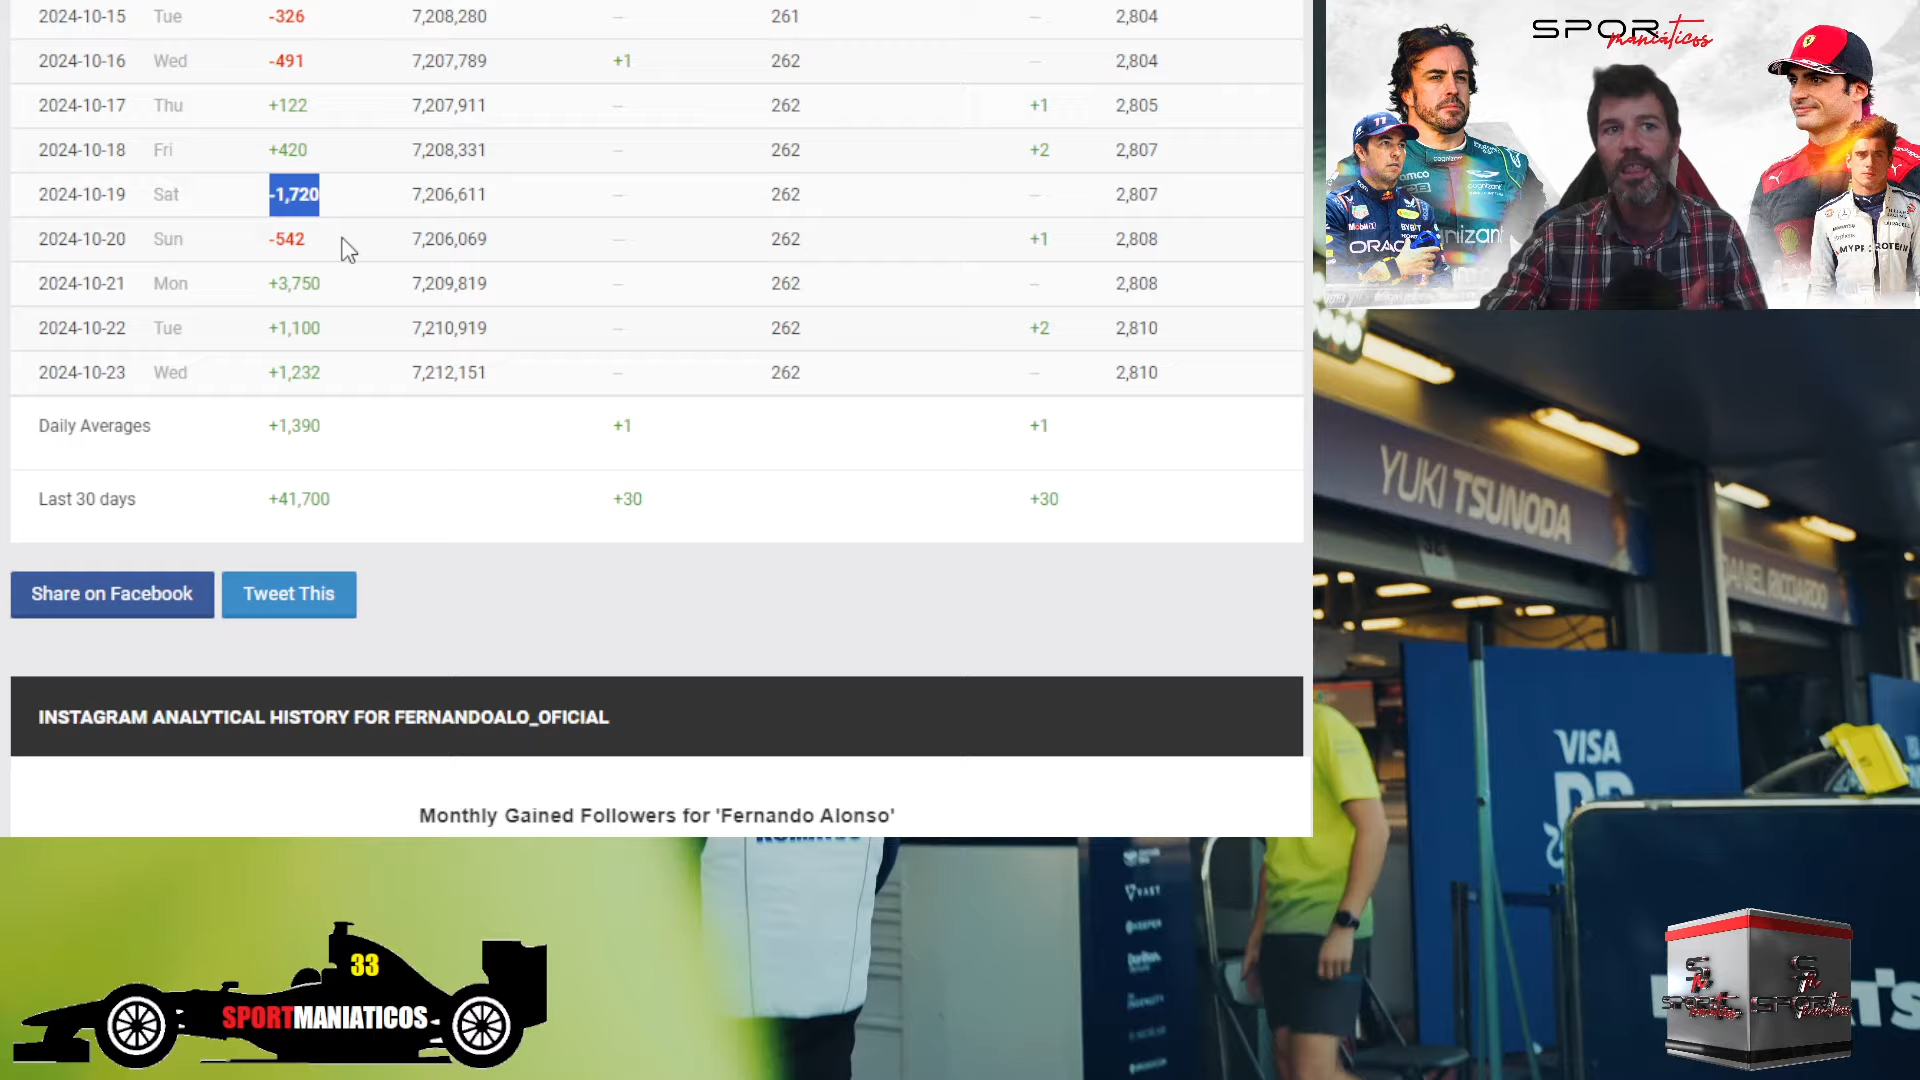 2024-10-15 Tue -326 7,208,280 -- 261 -- 2,804
2024-10-16 Wed -491 7,207,789 +1 262 -- 2,804
2024-10-17 Thu +122 7,207,911 -- 262 +1 2,805
2024-10-18 Fri +420 7,208,331 -- 262 +2 2,807
2024-10-19 Sat -1,720 7,206,611 -- 262 -- 2,807
2024-10-20 Sun -542 7,206,069 -- 262 +1 2,808
2024-10-21 Mon +3,750 7,209,819 -- 262 -- 2,808
2024-10-22 Tue +1,100 7,210,919 -- 262 +2 2,810
2024-10-23 Wed +1,232 7,212,151 -- 262 -- 2,810
Daily Averages +1,390 +1 +1
Last 30 days +41,700 +30 +30
Share on Facebook
Tweet This
INSTAGRAM ANALYTICAL HISTORY FOR FERNANDOALO_OFICIAL
Monthly Gained Followers for 'Fernando Alonso'
SPORT
maniáticos
11
cognizant
ORAC
BYBIT
YUKI TSUNODA
DANIEL RICCIARDO
VISA
33
SPORTMANIATICOS